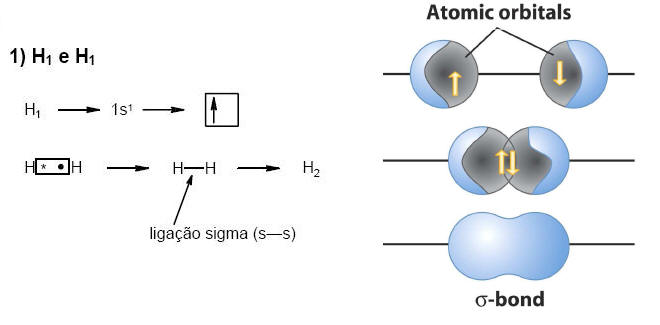 1) H₁ e H₁
H₁ → 1s¹ → ↑
H * • H → H—H → H₂
ligação sigma (s—s)
Atomic orbitals
σ-bond